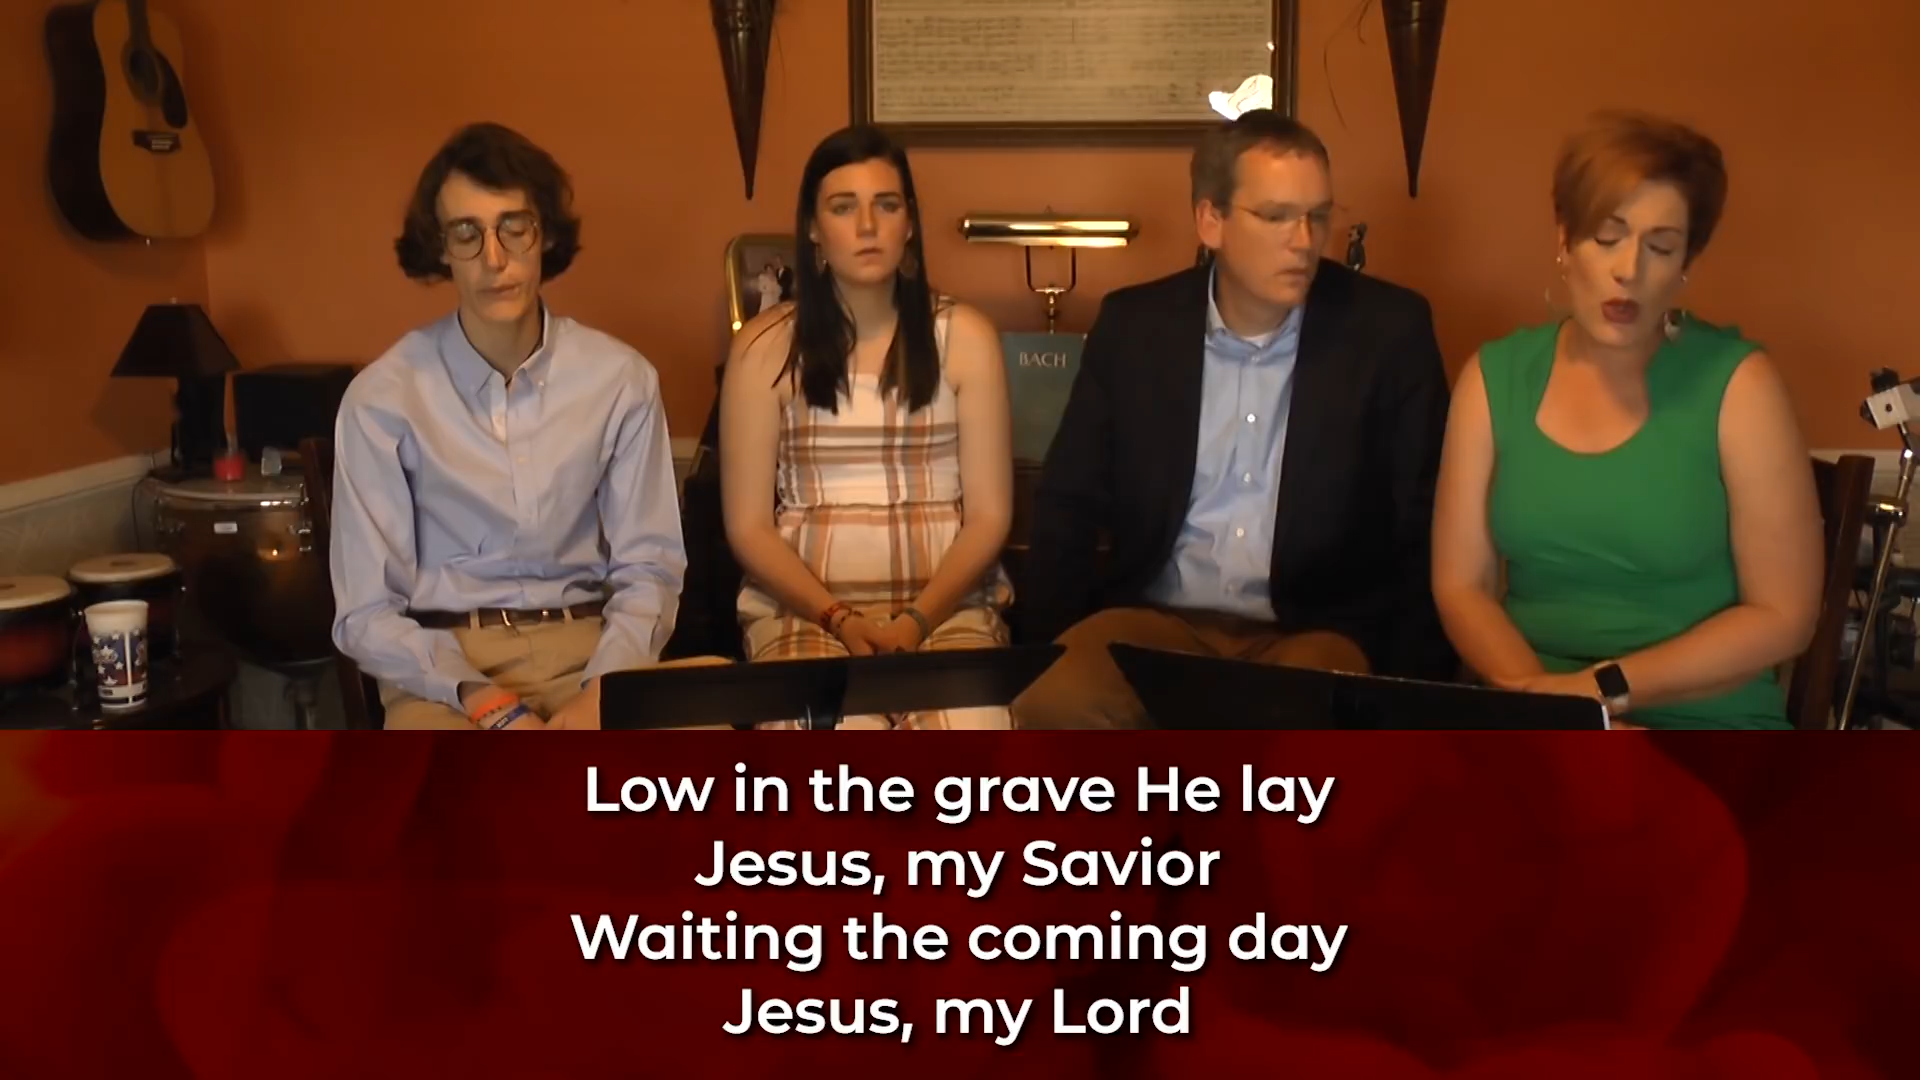 BACH
Low in the grave He lay
Jesus, my Savior
Waiting the coming day
Jesus, my Lord